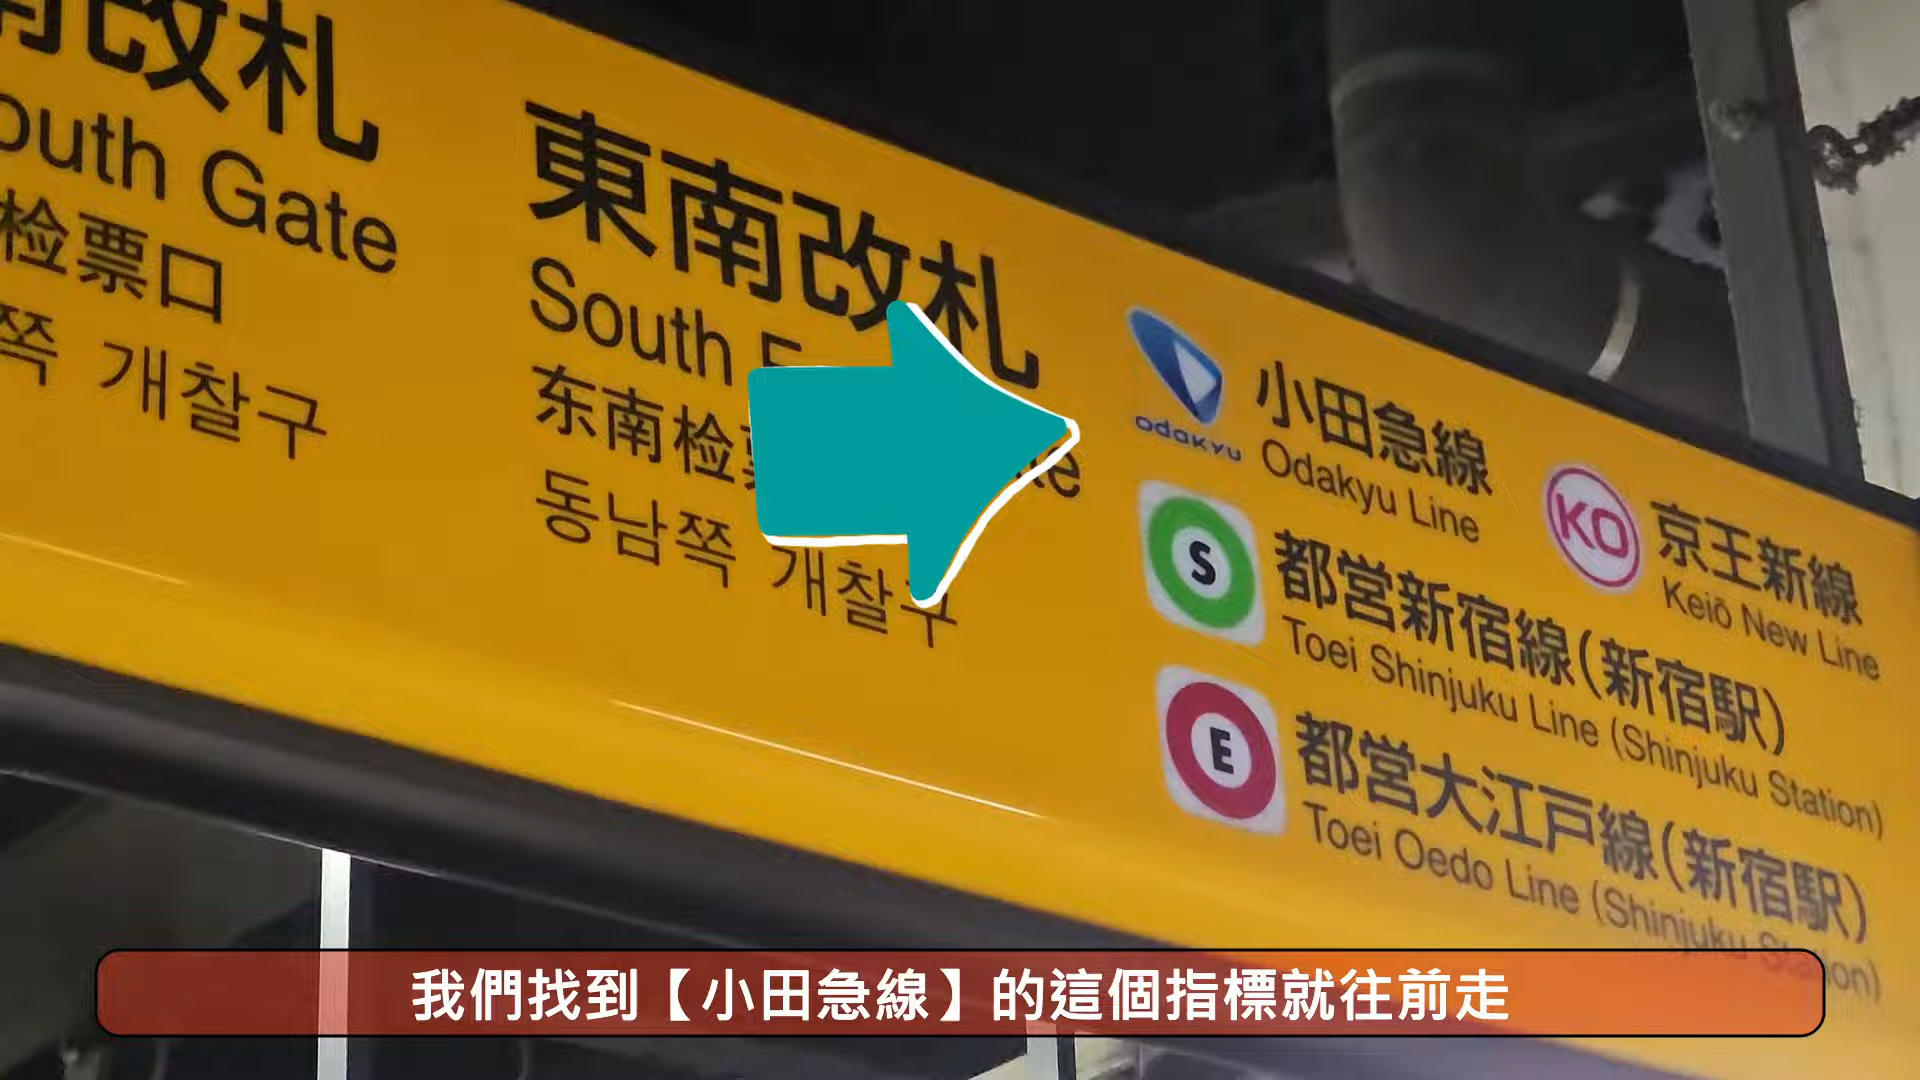 南改札
outh Gate
检票口
쪽 개찰구
東南改札
South
东南检
동남쪽 개찰구
odakyu
小田急線
Odakyu Line
KO
京王新線
Keiō New Line
S
都営新宿線(新宿駅)
Toei Shinjuku Line (Shinjuku Station)
E
都営大江戸線(新宿駅)
Toei Oedo Line (Shinjuku Station)
我們找到【小田急線】的這個指標就往前走